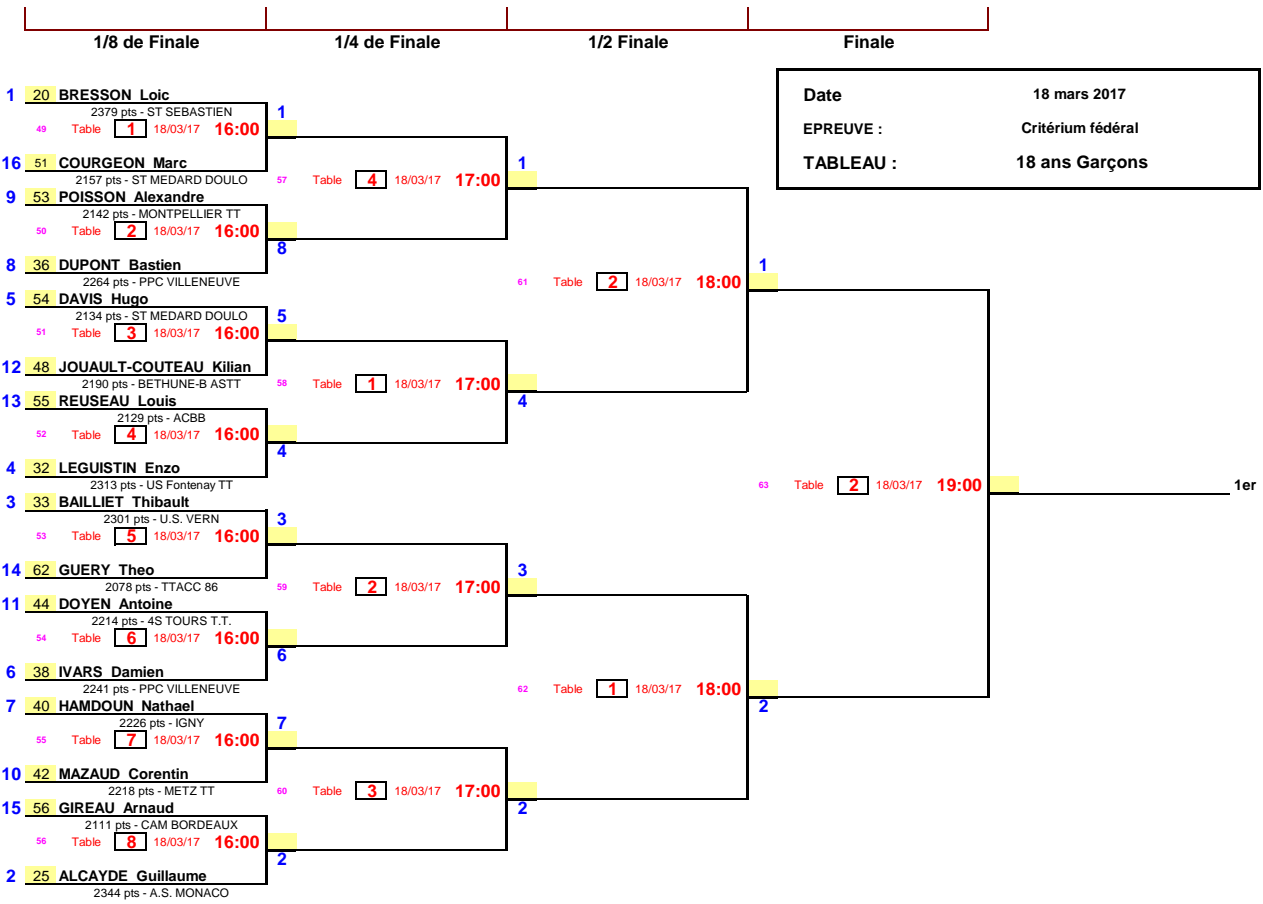 1/8 de Finale 1/4 de Finale 1/2 Finale Finale
Date 18 mars 2017
EPREUVE : Critérium fédéral
TABLEAU : 18 ans Garçons
1 20 BRESSON Loic
2379 pts - ST SEBASTIEN
1
49 Table 1 18/03/17 16:00
16 51 COURGEON Marc
2157 pts - ST MEDARD DOULO
57 Table 4 18/03/17 17:00
1
9 53 POISSON Alexandre
2142 pts - MONTPELLIER TT
50 Table 2 18/03/17 16:00
8
8 36 DUPONT Bastien
2264 pts - PPC VILLENEUVE
61 Table 2 18/03/17 18:00
1
5 54 DAVIS Hugo
2134 pts - ST MEDARD DOULO
5
51 Table 3 18/03/17 16:00
12 48 JOUAULT-COUTEAU Kilian
2190 pts - BETHUNE-B ASTT
58 Table 1 18/03/17 17:00
4
13 55 REUSEAU Louis
2129 pts - ACBB
52 Table 4 18/03/17 16:00
4
4 32 LEGUISTIN Enzo
2313 pts - US Fontenay TT
63 Table 2 18/03/17 19:00
1er
3 33 BAILLIET Thibault
2301 pts - U.S. VERN
3
53 Table 5 18/03/17 16:00
14 62 GUERY Theo
2078 pts - TTACC 86
59 Table 2 18/03/17 17:00
3
11 44 DOYEN Antoine
2214 pts - 4S TOURS T.T.
54 Table 6 18/03/17 16:00
6
6 38 IVARS Damien
2241 pts - PPC VILLENEUVE
62 Table 1 18/03/17 18:00
2
7 40 HAMDOUN Nathael
2226 pts - IGNY
7
55 Table 7 18/03/17 16:00
10 42 MAZAUD Corentin
2218 pts - METZ TT
60 Table 3 18/03/17 17:00
2
15 56 GIREAU Arnaud
2111 pts - CAM BORDEAUX
56 Table 8 18/03/17 16:00
2
2 25 ALCAYDE Guillaume
2344 pts - A.S. MONACO